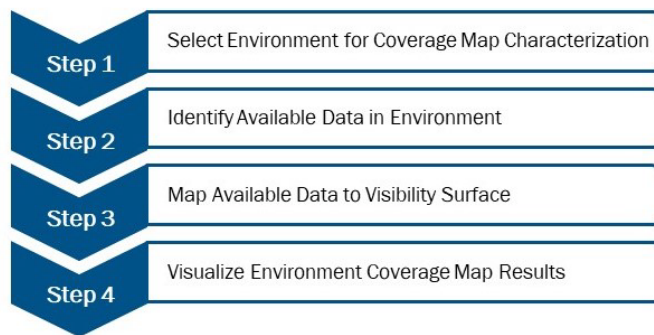 Step 1
Select Environment for Coverage Map Characterization
Step 2
Identify Available Data in Environment
Step 3
Map Available Data to Visibility Surface
Step 4
Visualize Environment Coverage Map Results